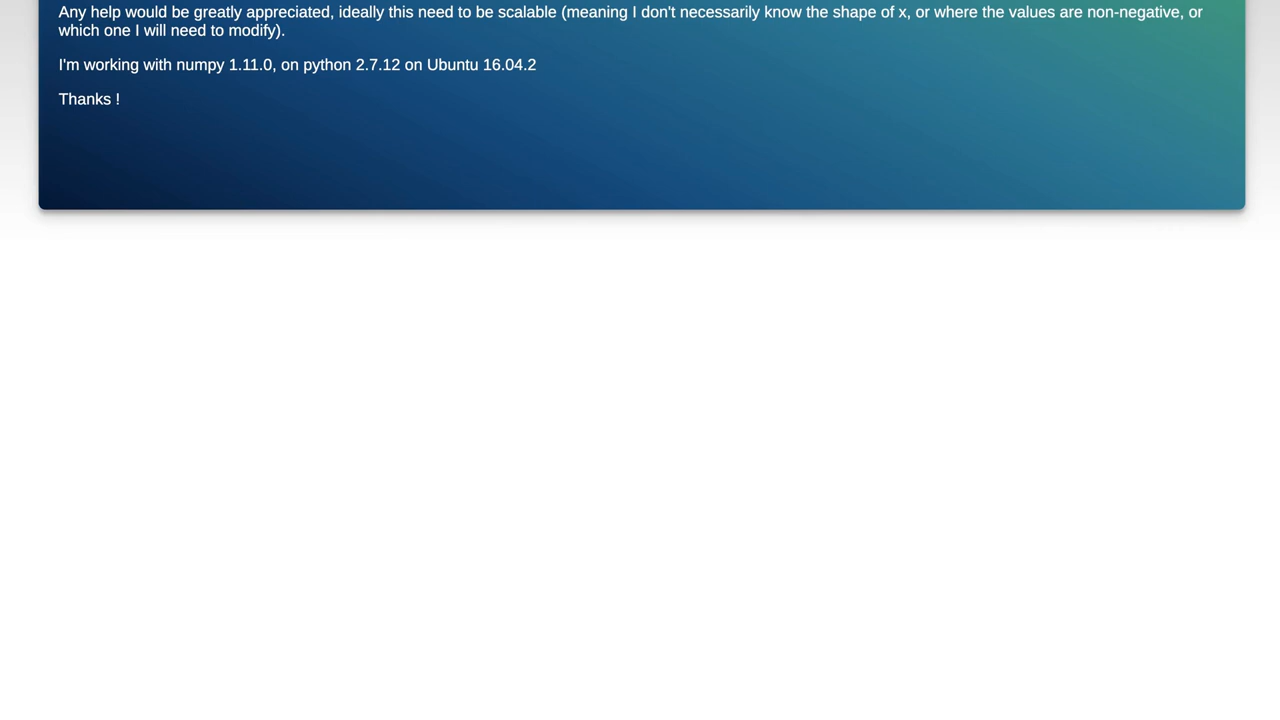 Any help would be greatly appreciated, ideally this need to be scalable (meaning I don't necessarily know the shape of x, or where the values are non-negative, or
which one I will need to modify).
I'm working with numpy 1.11.0, on python 2.7.12 on Ubuntu 16.04.2
Thanks !